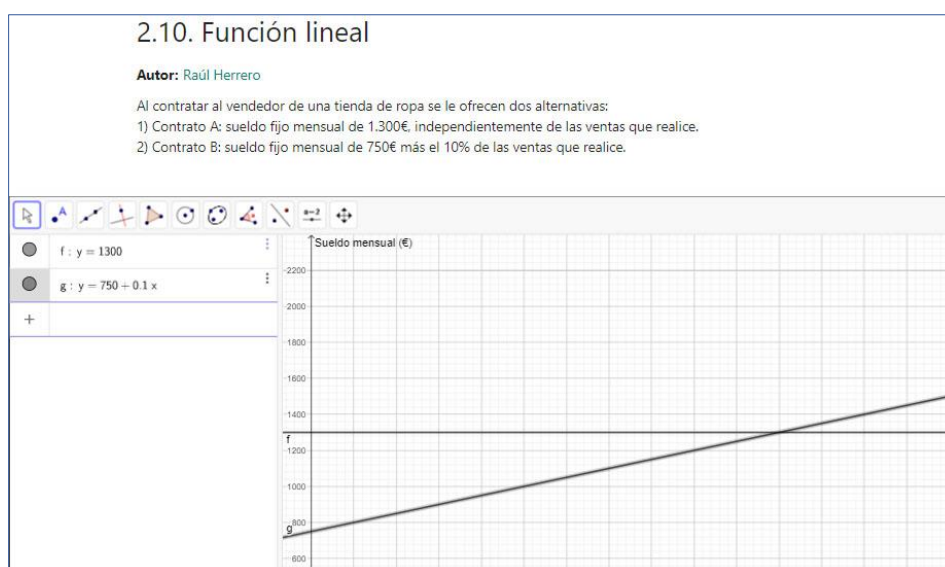 2.10. Función lineal
Autor: Raúl Herrero
Al contratar al vendedor de una tienda de ropa se le ofrecen dos alternativas:
1) Contrato A: sueldo fijo mensual de 1.300€, independientemente de las ventas que realice.
2) Contrato B: sueldo fijo mensual de 750€ más el 10% de las ventas que realice.
A
a=2
f : y = 1300
g : y = 750 + 0.1 x
+
Sueldo mensual (€)
2200
2000
1800
1600
1400
f
1200
1000
800
g
600